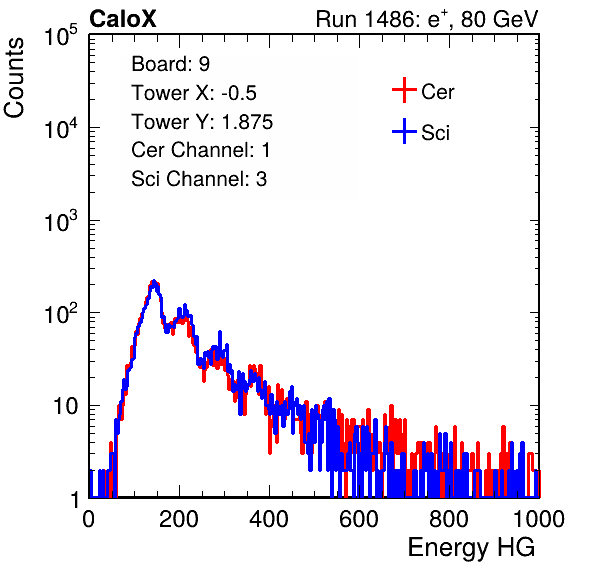 CaloX Run 1486: e⁺, 80 GeV
Counts
10⁵
10⁴
10³
10²
10
1
Board: 9
Tower X: -0.5
Tower Y: 1.875
Cer Channel: 1
Sci Channel: 3
Cer
Sci
0 200 400 600 800 1000
Energy HG